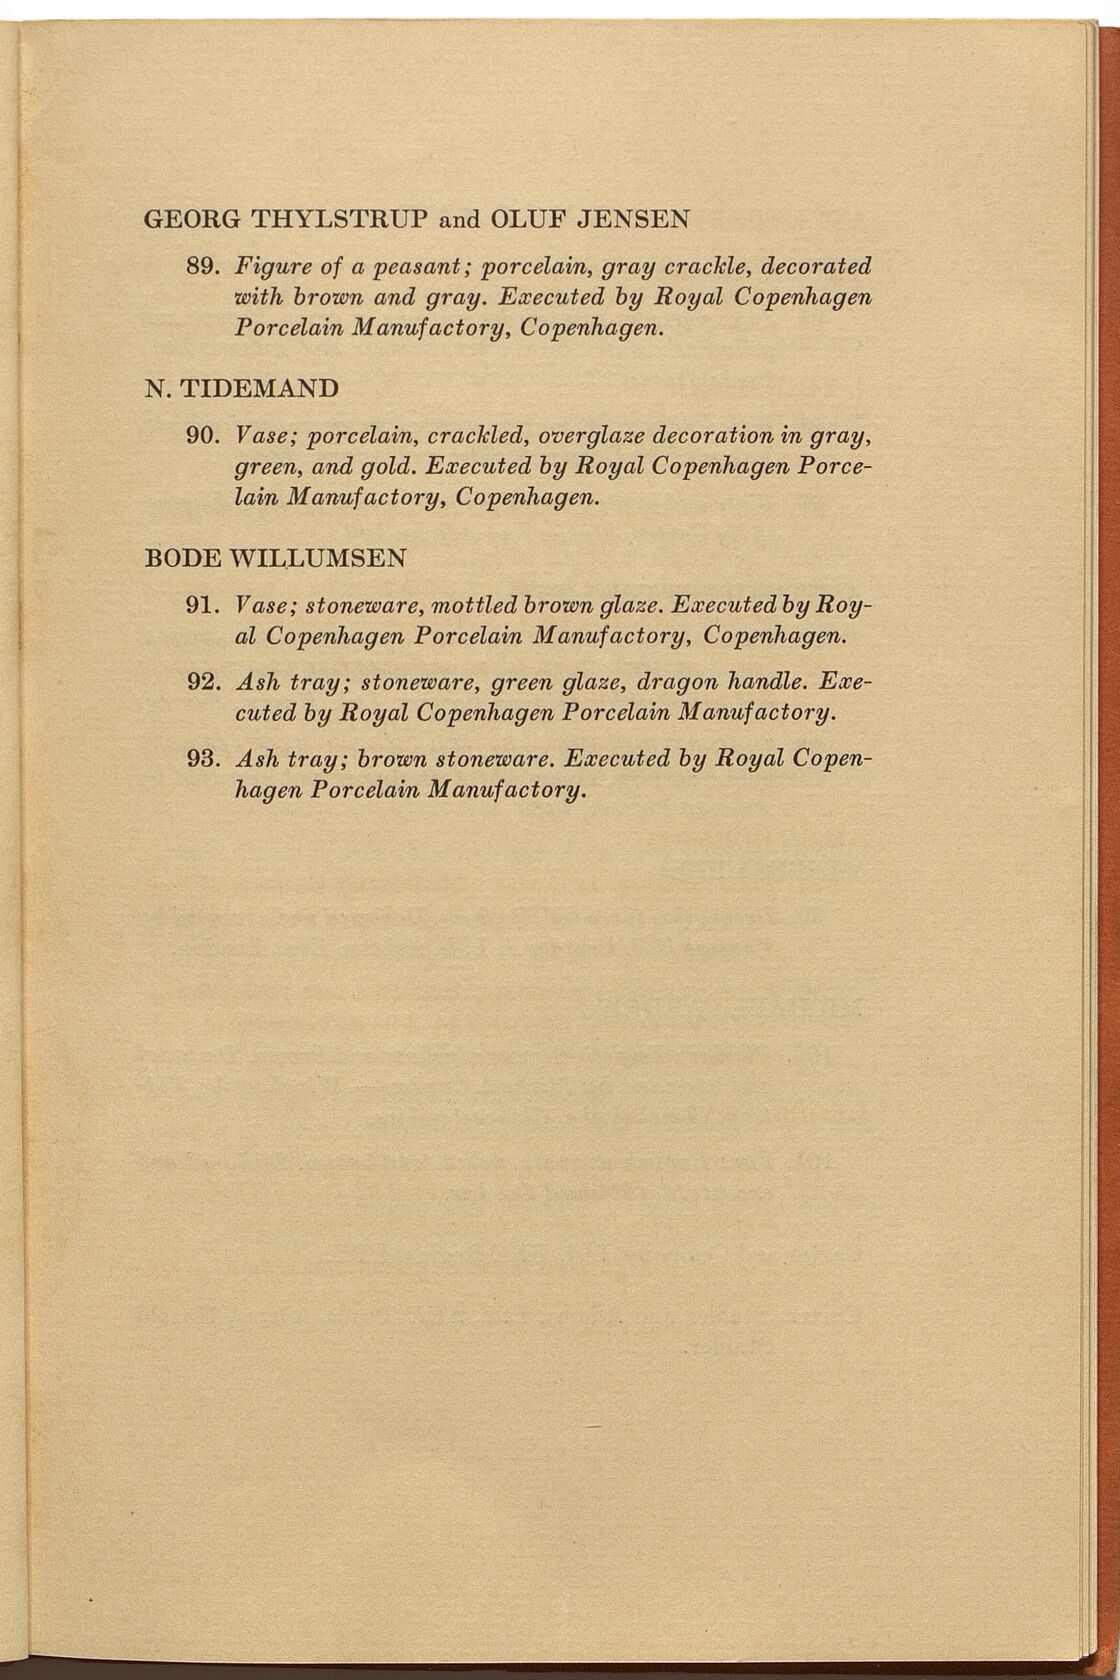 GEORG THYLSTRUP and OLUF JENSEN
89. Figure of a peasant; porcelain, gray crackle, decorated
with brown and gray. Executed by Royal Copenhagen
Porcelain Manufactory, Copenhagen.
N. TIDEMAND
90. Vase; porcelain, crackled, overglaze decoration in gray,
green, and gold. Executed by Royal Copenhagen Porce-
lain Manufactory, Copenhagen.
BODE WILLUMSEN
91. Vase; stoneware, mottled brown glaze. Executed by Roy-
al Copenhagen Porcelain Manufactory, Copenhagen.
92. Ash tray; stoneware, green glaze, dragon handle. Exe-
cuted by Royal Copenhagen Porcelain Manufactory.
93. Ash tray; brown stoneware. Executed by Royal Copen-
hagen Porcelain Manufactory.